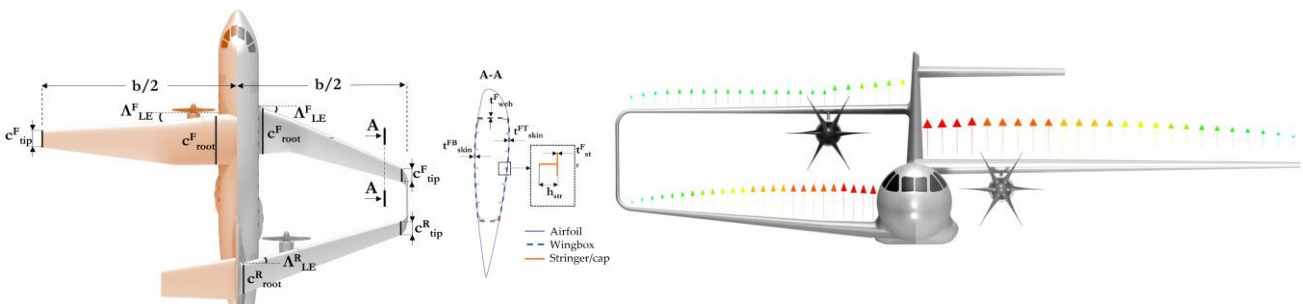 b/2
b/2
Λ^F_LE
Λ^F_LE
c^F_tip
c^F_root
c^F_root
A
A
c^F_tip
c^R_tip
Λ^R_LE
c^R_root
A-A
t^F_web
t^FT_skin
t^FB_skin
t^F_st
r
h_str
Airfoil
Wingbox
Stringer/cap